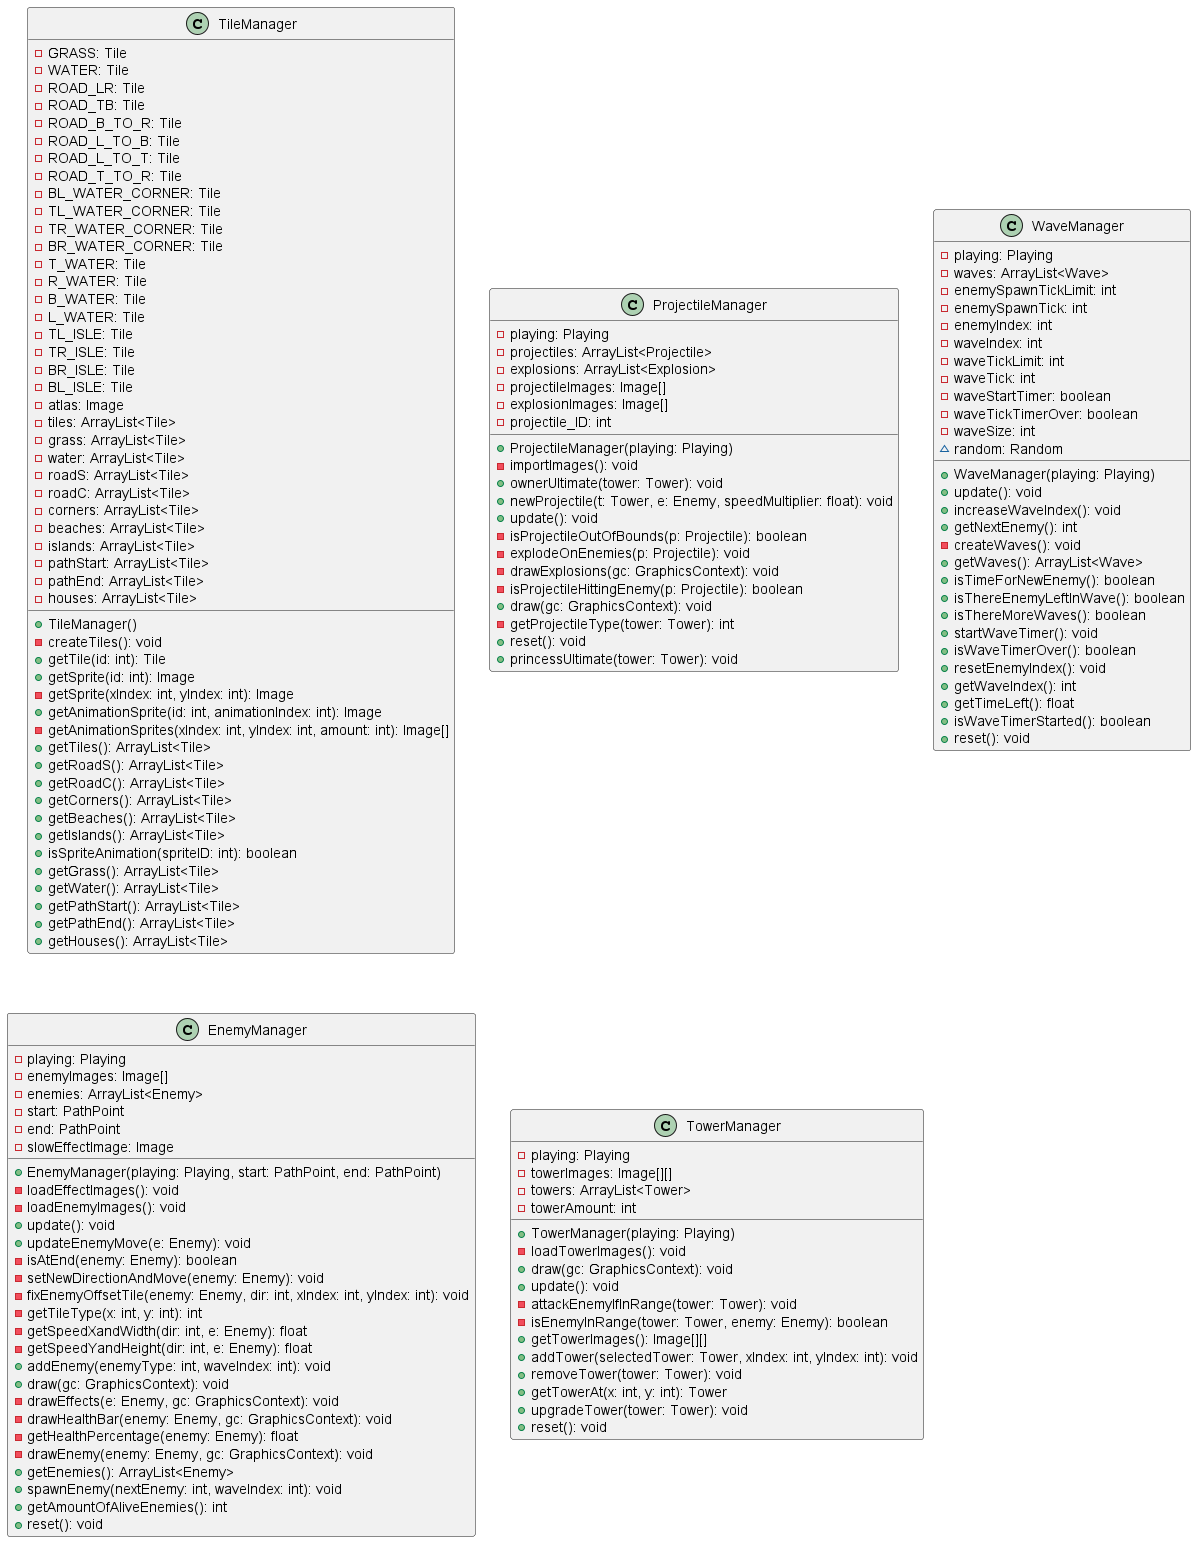 TileManager
GRASS: Tile
WATER: Tile
ROAD_LR: Tile
ROAD_TB: Tile
ROAD_B_TO_R: Tile
ROAD_L_TO_B: Tile
ROAD_L_TO_T: Tile
ROAD_T_TO_R: Tile
BL_WATER_CORNER: Tile
TL_WATER_CORNER: Tile
TR_WATER_CORNER: Tile
BR_WATER_CORNER: Tile
T_WATER: Tile
R_WATER: Tile
B_WATER: Tile
L_WATER: Tile
TL_ISLE: Tile
TR_ISLE: Tile
BR_ISLE: Tile
BL_ISLE: Tile
atlas: Image
tiles: ArrayList<Tile>
grass: ArrayList<Tile>
water: ArrayList<Tile>
roadS: ArrayList<Tile>
roadC: ArrayList<Tile>
corners: ArrayList<Tile>
beaches: ArrayList<Tile>
islands: ArrayList<Tile>
pathStart: ArrayList<Tile>
pathEnd: ArrayList<Tile>
houses: ArrayList<Tile>
TileManager()
createTiles(): void
getTile(id: int): Tile
getSprite(id: int): Image
getSprite(xIndex: int, yIndex: int): Image
getAnimationSprite(id: int, animationIndex: int): Image
getAnimationSprites(xIndex: int, yIndex: int, amount: int): Image[]
getTiles(): ArrayList<Tile>
getRoadS(): ArrayList<Tile>
getRoadC(): ArrayList<Tile>
getCorners(): ArrayList<Tile>
getBeaches(): ArrayList<Tile>
getIslands(): ArrayList<Tile>
isSpriteAnimation(spriteID: int): boolean
getGrass(): ArrayList<Tile>
getWater(): ArrayList<Tile>
getPathStart(): ArrayList<Tile>
getPathEnd(): ArrayList<Tile>
getHouses(): ArrayList<Tile>
ProjectileManager
playing: Playing
projectiles: ArrayList<Projectile>
explosions: ArrayList<Explosion>
projectileImages: Image[]
explosionImages: Image[]
projectile_ID: int
ProjectileManager(playing: Playing)
importImages(): void
ownerUltimate(tower: Tower): void
newProjectile(t: Tower, e: Enemy, speedMultiplier: float): void
update(): void
isProjectileOutOfBounds(p: Projectile): boolean
explodeOnEnemies(p: Projectile): void
drawExplosions(gc: GraphicsContext): void
isProjectileHittingEnemy(p: Projectile): boolean
draw(gc: GraphicsContext): void
getProjectileType(tower: Tower): int
reset(): void
princessUltimate(tower: Tower): void
WaveManager
playing: Playing
waves: ArrayList<Wave>
enemySpawnTickLimit: int
enemySpawnTick: int
enemyIndex: int
waveIndex: int
waveTickLimit: int
waveTick: int
waveStartTimer: boolean
waveTickTimerOver: boolean
waveSize: int
random: Random
WaveManager(playing: Playing)
update(): void
increaseWaveIndex(): void
getNextEnemy(): int
createWaves(): void
getWaves(): ArrayList<Wave>
isTimeForNewEnemy(): boolean
isThereEnemyLeftInWave(): boolean
isThereMoreWaves(): boolean
startWaveTimer(): void
isWaveTimerOver(): boolean
resetEnemyIndex(): void
getWaveIndex(): int
getTimeLeft(): float
isWaveTimerStarted(): boolean
reset(): void
EnemyManager
playing: Playing
enemyImages: Image[]
enemies: ArrayList<Enemy>
start: PathPoint
end: PathPoint
slowEffectImage: Image
EnemyManager(playing: Playing, start: PathPoint, end: PathPoint)
loadEffectImages(): void
loadEnemyImages(): void
update(): void
updateEnemyMove(e: Enemy): void
isAtEnd(enemy: Enemy): boolean
setNewDirectionAndMove(enemy: Enemy): void
fixEnemyOffsetTile(enemy: Enemy, dir: int, xIndex: int, yIndex: int): void
getTileType(x: int, y: int): int
getSpeedXandWidth(dir: int, e: Enemy): float
getSpeedYandHeight(dir: int, e: Enemy): float
addEnemy(enemyType: int, waveIndex: int): void
draw(gc: GraphicsContext): void
drawEffects(e: Enemy, gc: GraphicsContext): void
drawHealthBar(enemy: Enemy, gc: GraphicsContext): void
getHealthPercentage(enemy: Enemy): float
drawEnemy(enemy: Enemy, gc: GraphicsContext): void
getEnemies(): ArrayList<Enemy>
spawnEnemy(nextEnemy: int, waveIndex: int): void
getAmountOfAliveEnemies(): int
reset(): void
TowerManager
playing: Playing
towerImages: Image[][]
towers: ArrayList<Tower>
towerAmount: int
TowerManager(playing: Playing)
loadTowerImages(): void
draw(gc: GraphicsContext): void
update(): void
attackEnemyIfInRange(tower: Tower): void
isEnemyInRange(tower: Tower, enemy: Enemy): boolean
getTowerImages(): Image[][]
addTower(selectedTower: Tower, xIndex: int, yIndex: int): void
removeTower(tower: Tower): void
getTowerAt(x: int, y: int): Tower
upgradeTower(tower: Tower): void
reset(): void